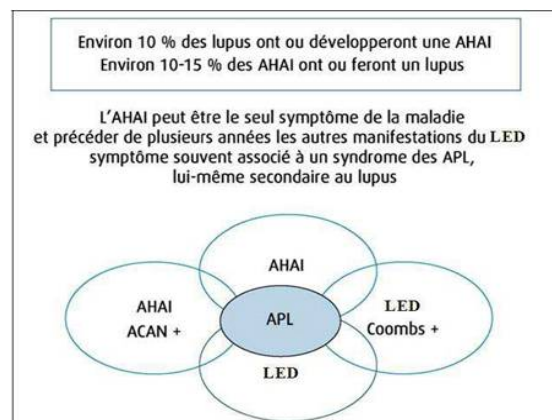 Environ 10 % des lupus ont ou développeront une AHAI
Environ 10-15 % des AHAI ont ou feront un lupus
L'AHAI peut être le seul symptôme de la maladie
et précéder de plusieurs années les autres manifestations du LED
symptôme souvent associé à un syndrome des APL,
lui-même secondaire au lupus
AHAI
AHAI
ACAN +
APL
LED
Coombs +
LED